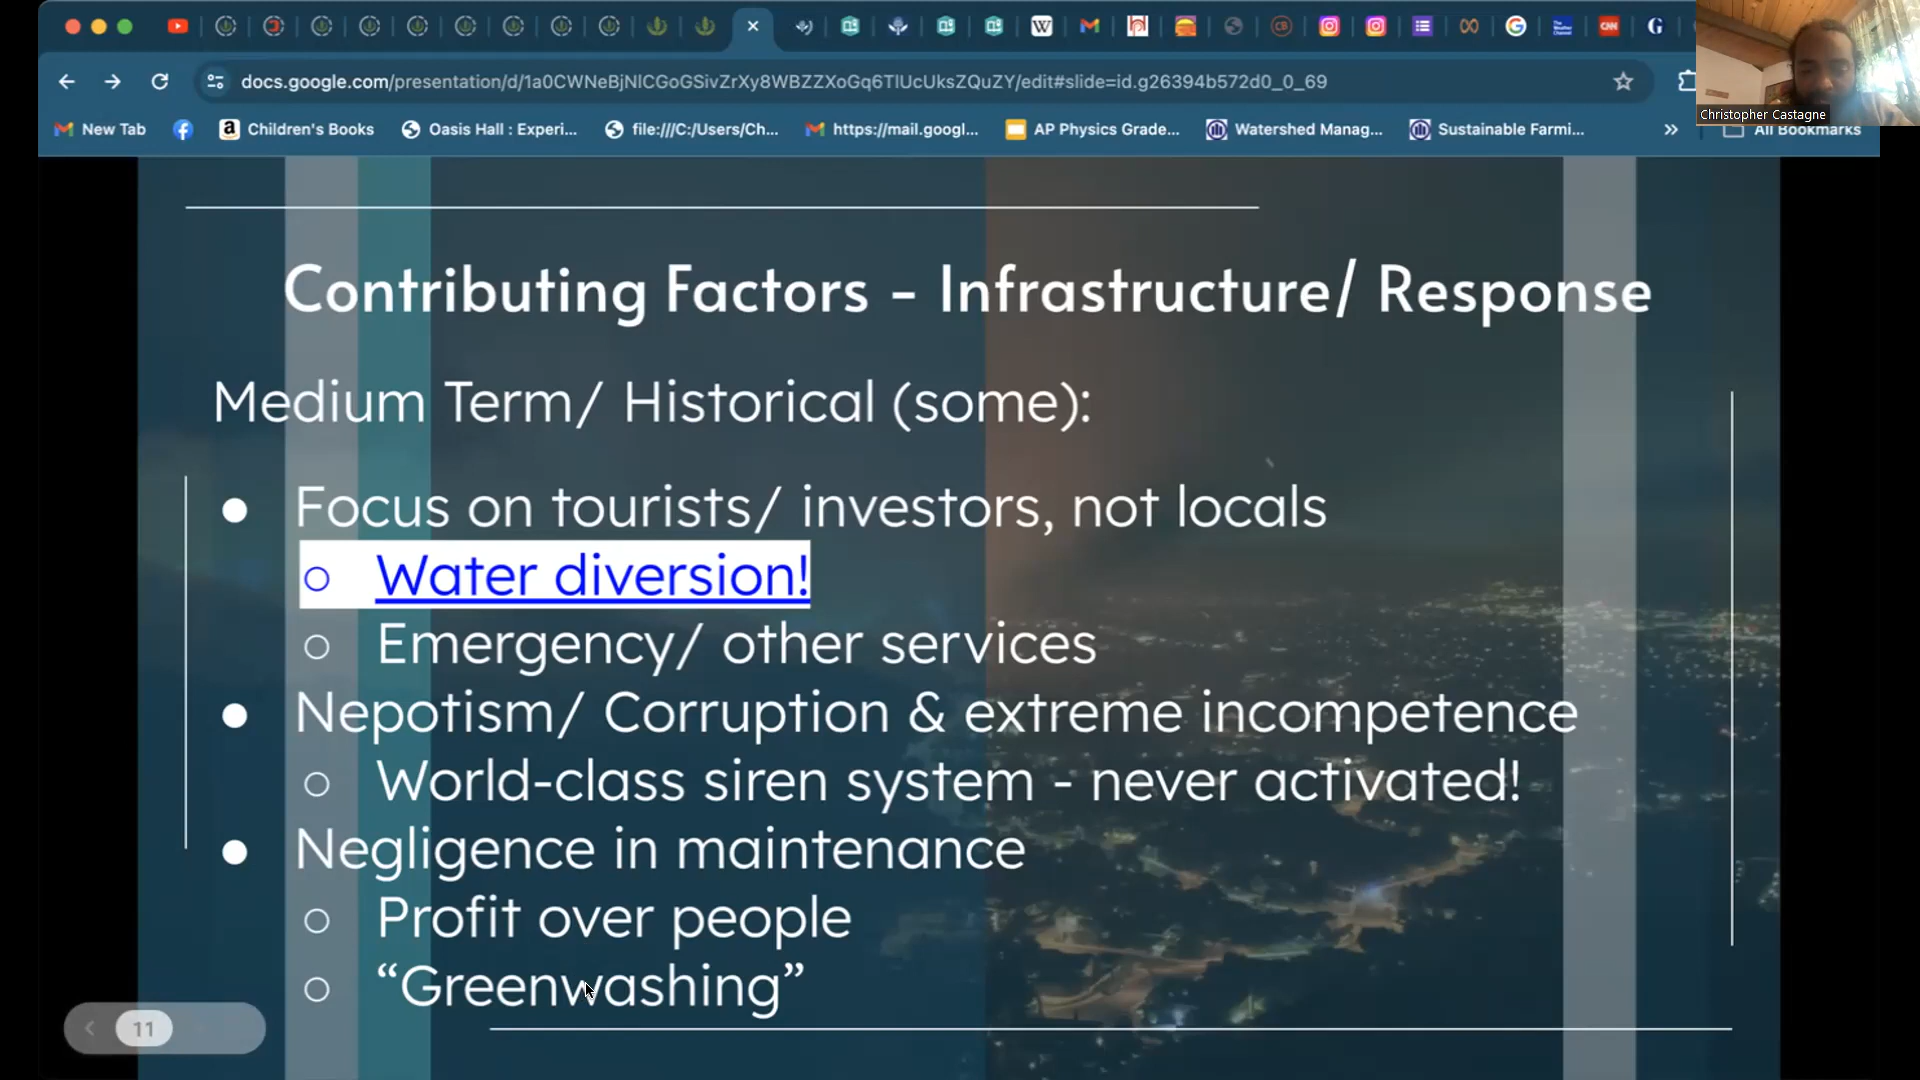 docs.google.com/presentation/d/1a0CWNeBjNlCGoGSivZrXy8WBZZXoGq6TlUcUksZQuZY/edit#slide=id.g26394b572d0_0_69
New Tab
Children's Books
Oasis Hall : Experi...
file:///C:/Users/Ch...
https://mail.googl...
AP Physics Grade...
Watershed Manag...
Sustainable Farmi...
»
All Bookmarks
Christopher Castagne
Contributing Factors - Infrastructure/ Response
Medium Term/ Historical (some):
● Focus on tourists/ investors, not locals
○ Water diversion!
○ Emergency/ other services
● Nepotism/ Corruption & extreme incompetence
○ World-class siren system - never activated!
● Negligence in maintenance
○ Profit over people
○ “Greenwashing”
11